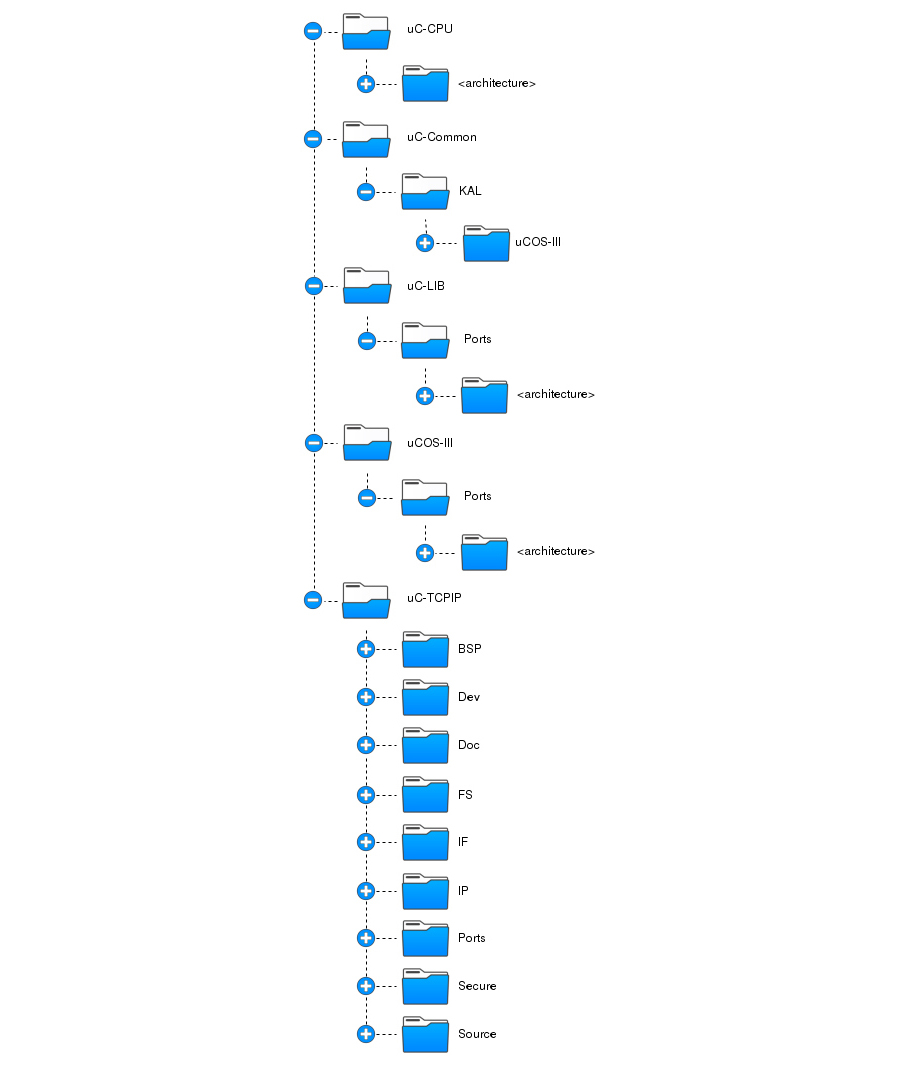 uC-CPU
<architecture>
uC-Common
KAL
uCOS-III
uC-LIB
Ports
<architecture>
uCOS-III
Ports
<architecture>
uC-TCPIP
BSP
Dev
Doc
FS
IF
IP
Ports
Secure
Source